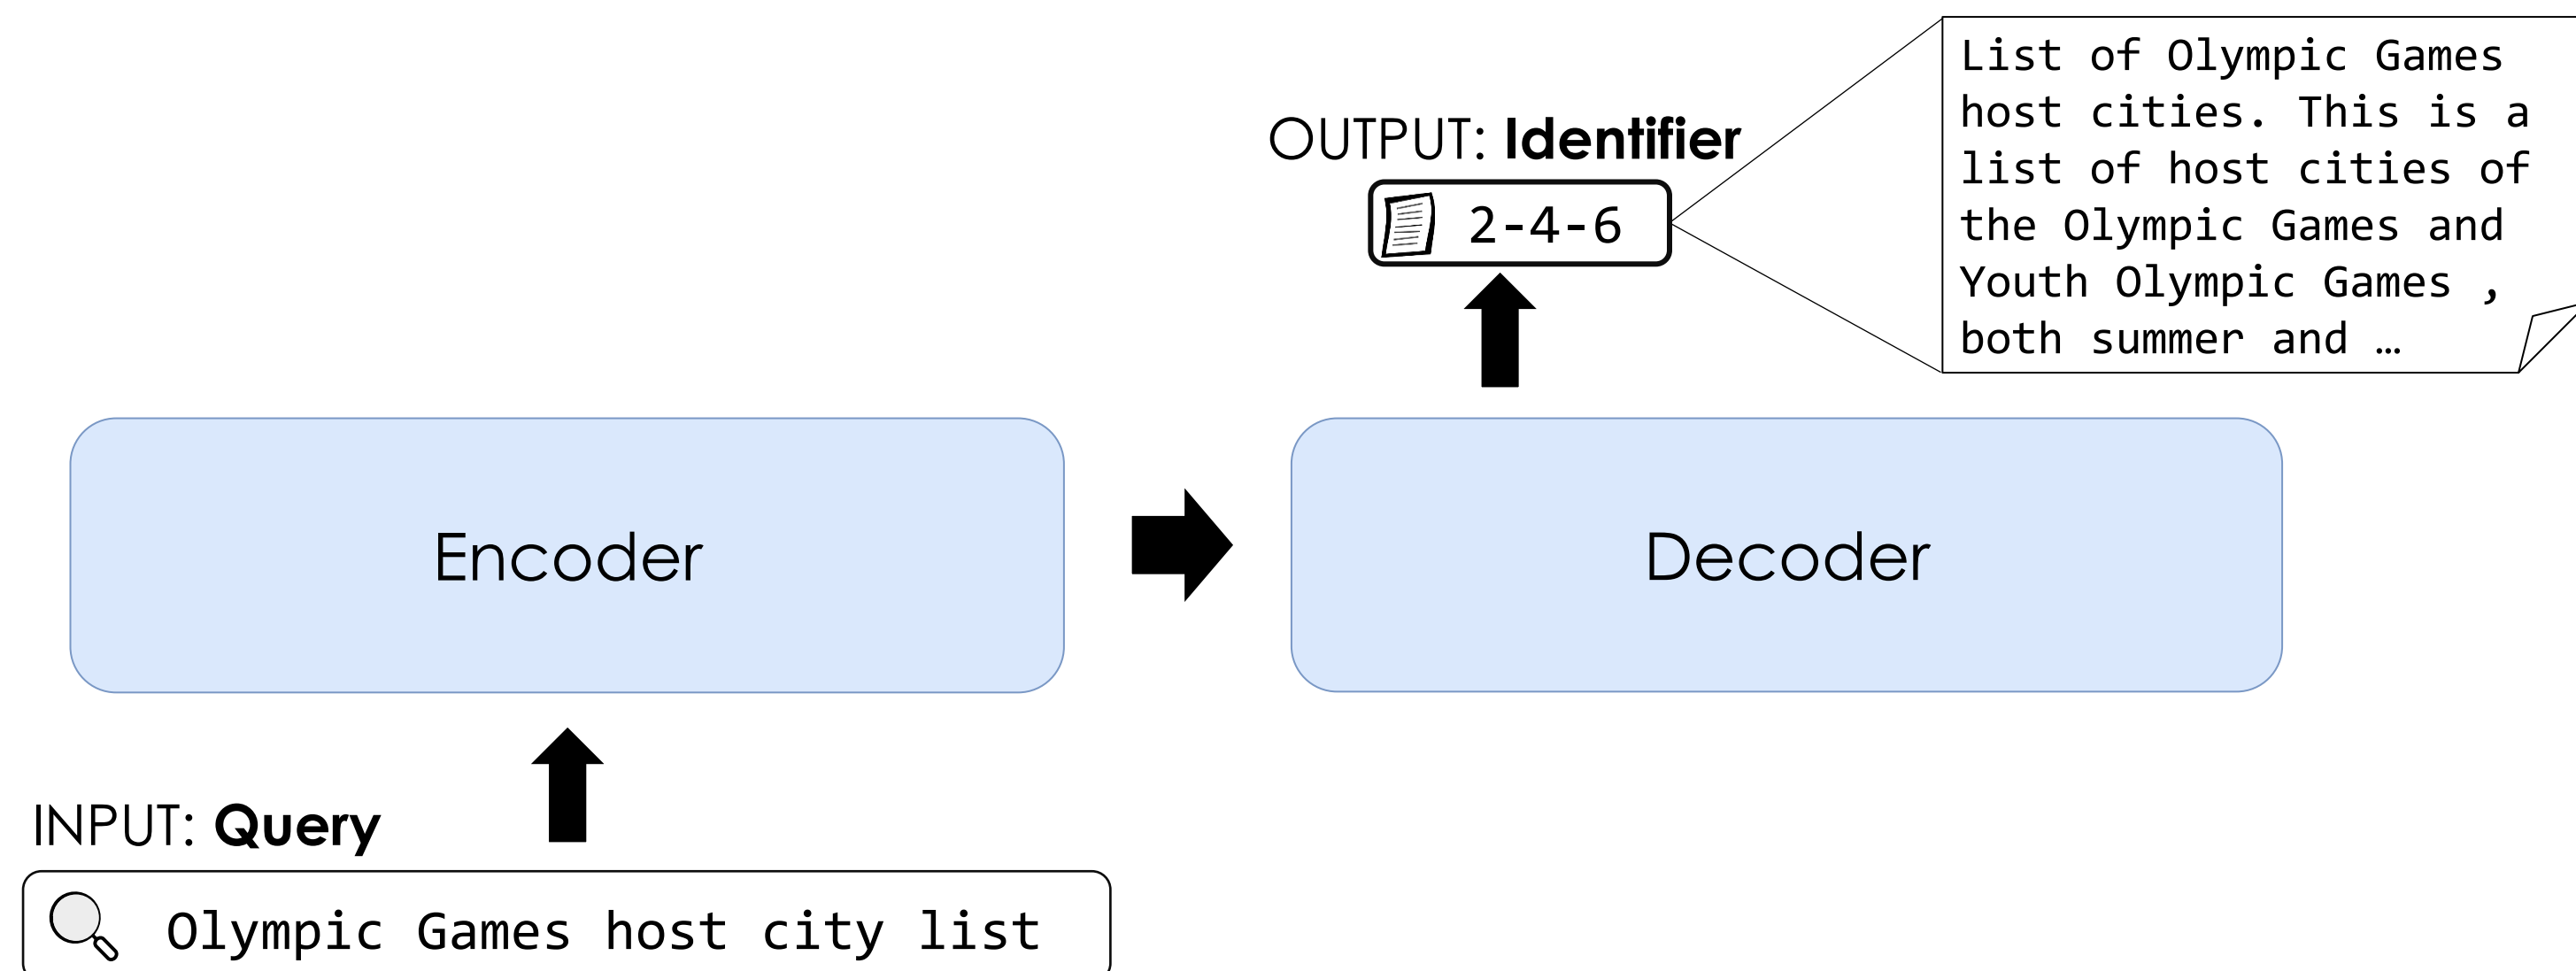 OUTPUT: Identifier
2-4-6
List of Olympic Games
host cities. This is a
list of host cities of
the Olympic Games and
Youth Olympic Games ,
both summer and …
Encoder
Decoder
INPUT: Query
Olympic Games host city list